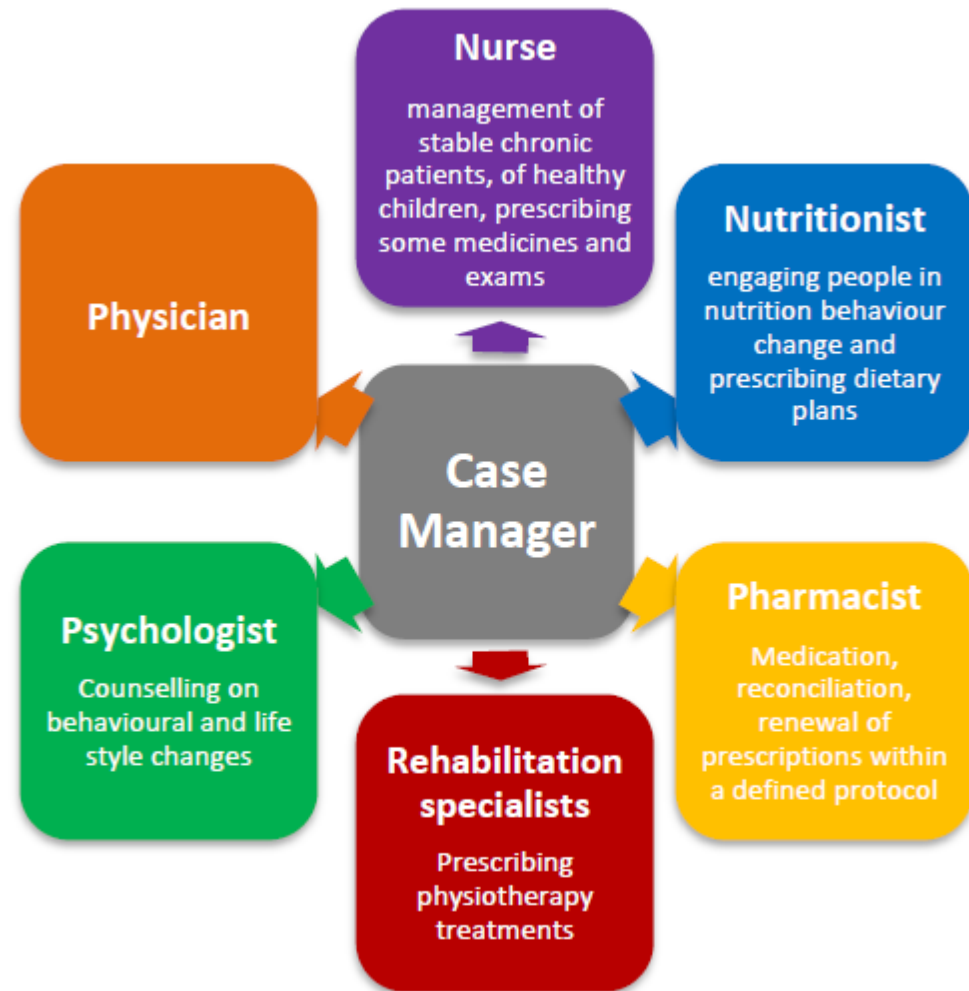 Nurse
management of
stable chronic
patients, of healthy
children, prescribing
some medicines and
exams
Physician
Nutritionist
engaging people in
nutrition behaviour
change and
prescribing dietary
plans
Case
Manager
Psychologist
Counselling on
behavioural and life
style changes
Pharmacist
Medication,
reconciliation,
renewal of
prescriptions within
a defined protocol
Rehabilitation
specialists
Prescribing
physiotherapy
treatments